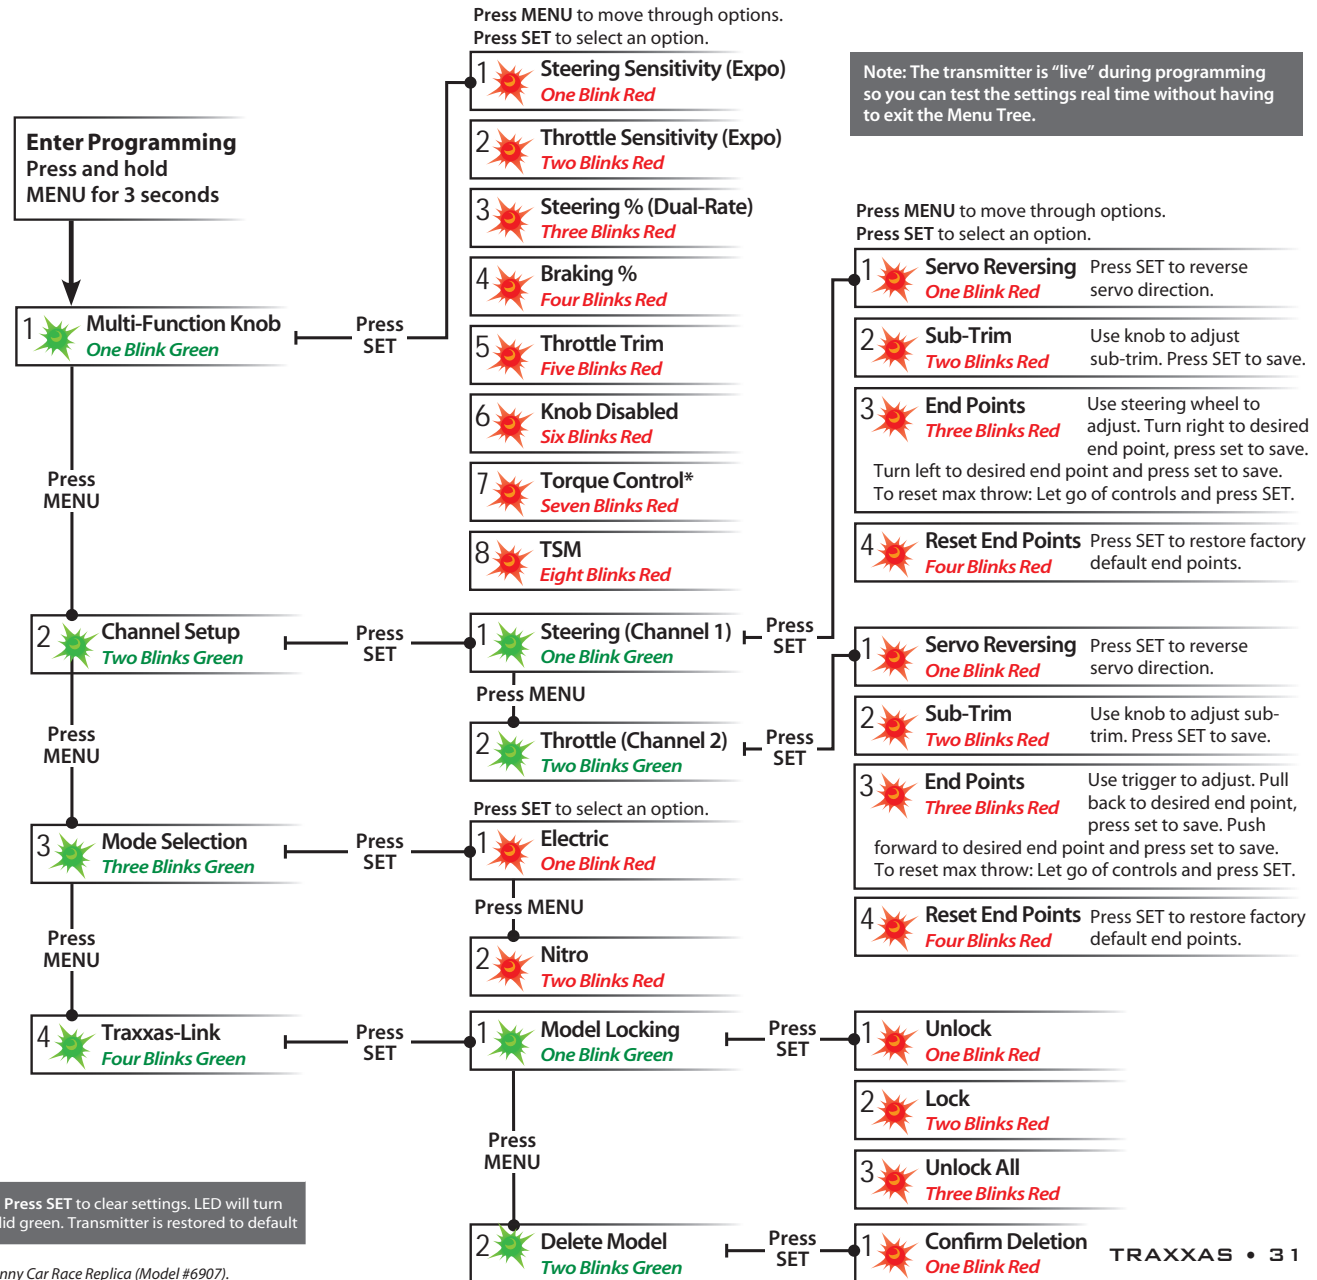 Press MENU to move through options.
Press SET to select an option.
Note: The transmitter is “live” during programming
so you can test the settings real time without having
to exit the Menu Tree.
Enter Programming
Press and hold
MENU for 3 seconds
1 Multi-Function Knob
One Blink Green
Press
SET
1 Steering Sensitivity (Expo)
One Blink Red
2 Throttle Sensitivity (Expo)
Two Blinks Red
3 Steering % (Dual-Rate)
Three Blinks Red
4 Braking %
Four Blinks Red
5 Throttle Trim
Five Blinks Red
6 Knob Disabled
Six Blinks Red
7 Torque Control*
Seven Blinks Red
8 TSM
Eight Blinks Red
Press
MENU
2 Channel Setup
Two Blinks Green
Press
SET
1 Steering (Channel 1)
One Blink Green
Press
SET
Press MENU to move through options.
Press SET to select an option.
1 Servo Reversing
One Blink Red
Press SET to reverse
servo direction.
2 Sub-Trim
Two Blinks Red
Use knob to adjust
sub-trim. Press SET to save.
3 End Points
Three Blinks Red
Use steering wheel to
adjust. Turn right to desired
end point, press set to save.
Turn left to desired end point and press set to save.
To reset max throw: Let go of controls and press SET.
4 Reset End Points
Four Blinks Red
Press SET to restore factory
default end points.
Press MENU
2 Throttle (Channel 2)
Two Blinks Green
Press
SET
1 Servo Reversing
One Blink Red
Press SET to reverse
servo direction.
2 Sub-Trim
Two Blinks Red
Use knob to adjust sub-
trim. Press SET to save.
3 End Points
Three Blinks Red
Use trigger to adjust. Pull
back to desired end point,
press set to save. Push
forward to desired end point and press set to save.
To reset max throw: Let go of controls and press SET.
4 Reset End Points
Four Blinks Red
Press SET to restore factory
default end points.
Press
MENU
3 Mode Selection
Three Blinks Green
Press
SET
Press SET to select an option.
1 Electric
One Blink Red
Press MENU
2 Nitro
Two Blinks Red
Press
MENU
4 Traxxas-Link
Four Blinks Green
Press
SET
1 Model Locking
One Blink Green
Press
SET
1 Unlock
One Blink Red
2 Lock
Two Blinks Red
3 Unlock All
Three Blinks Red
Press
MENU
2 Delete Model
Two Blinks Green
Press
SET
1 Confirm Deletion
One Blink Red
Press SET to clear settings. LED will turn
lid green. Transmitter is restored to default
nny Car Race Replica (Model #6907).
TRAXXAS • 31